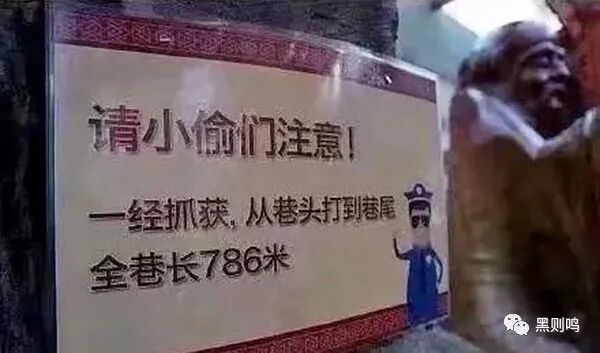 请小偷们注意!
一经抓获,从巷头打到巷尾
全巷长786米
黑则鸣